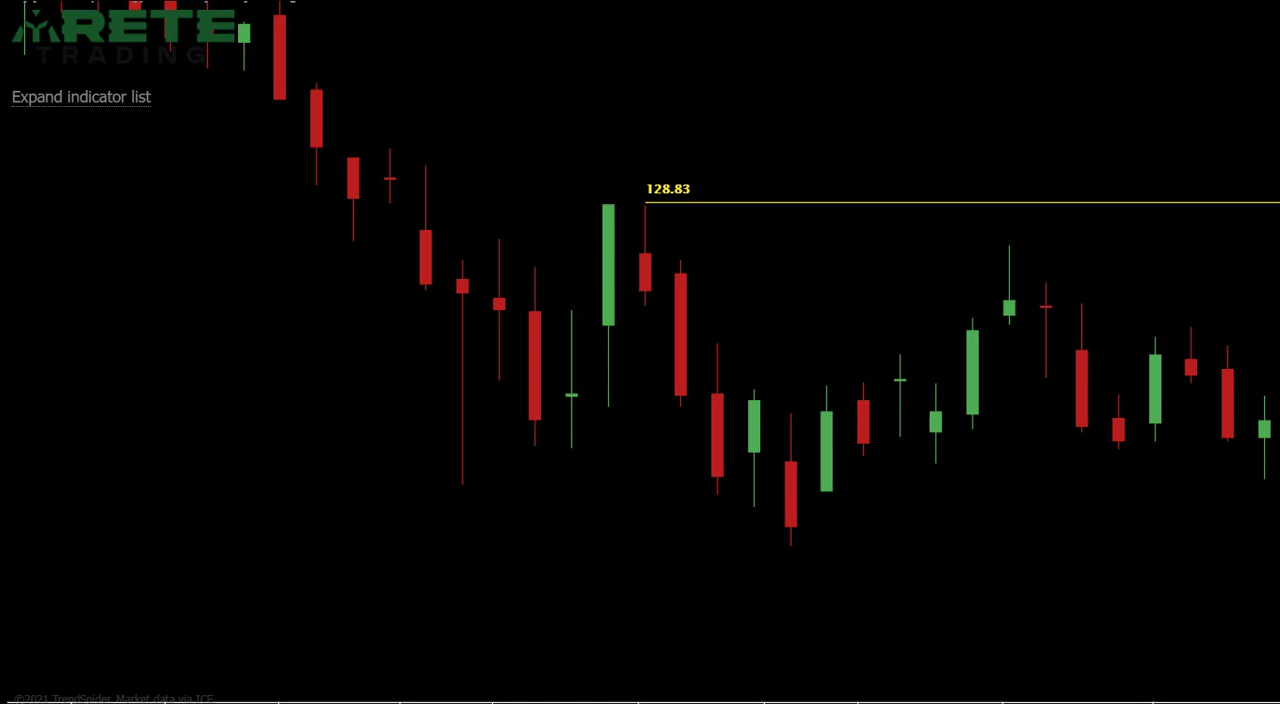 ARETE
TRADING
Expand indicator list
128.83
©2021 TrendSpider. Market data via ICE.